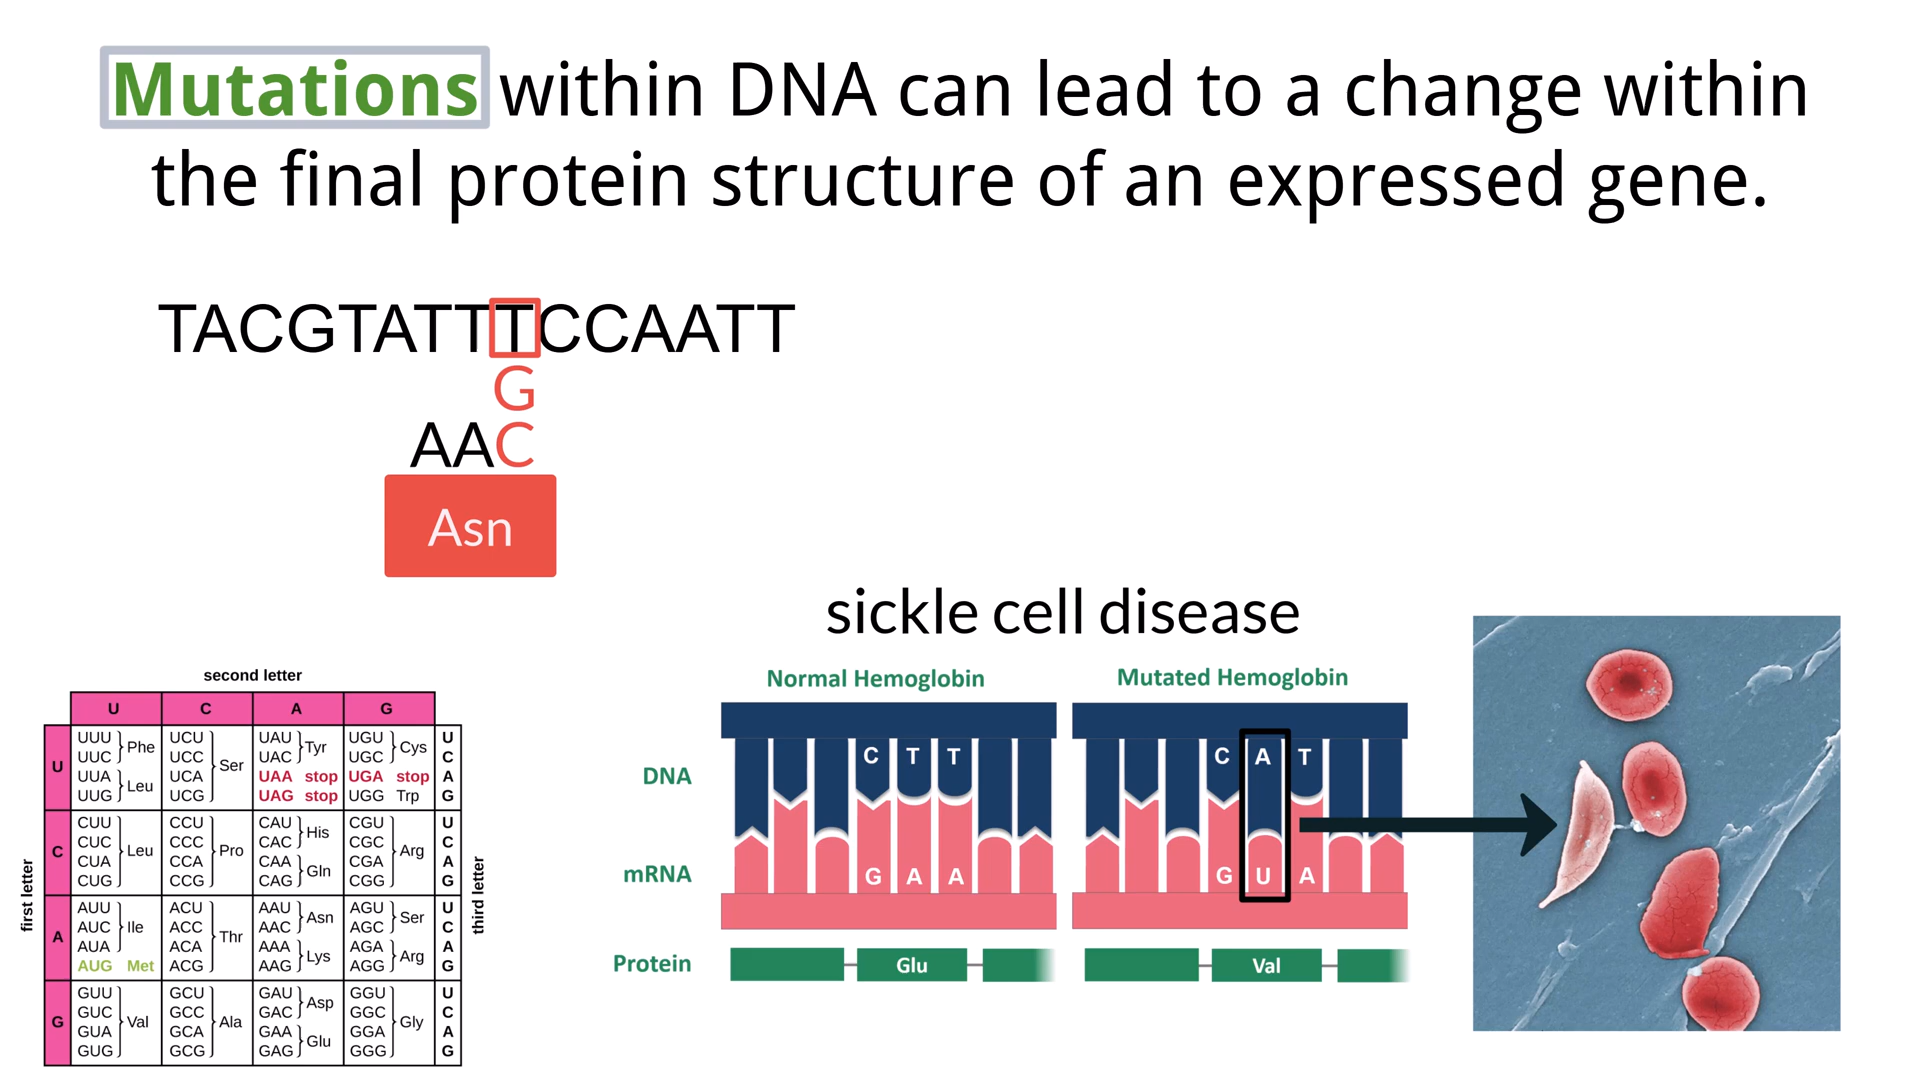 Mutations within DNA can lead to a change within
the final protein structure of an expressed gene.
TACGTATTTCCAATT
G
AAC
Asn
sickle cell disease
second letter
U C A G
first letter
third letter
U
UUU UUC Phe
UUA UUG Leu
UCU UCC UCA UCG Ser
UAU UAC Tyr
UAA stop
UAG stop
UGU UGC Cys
UGA stop
UGG Trp
U C A G
C
CUU CUC CUA CUG Leu
CCU CCC CCA CCG Pro
CAU CAC His
CAA CAG Gln
CGU CGC CGA CGG Arg
U C A G
A
AUU AUC AUA Ile
AUG Met
ACU ACC ACA ACG Thr
AAU AAC Asn
AAA AAG Lys
AGU AGC Ser
AGA AGG Arg
U C A G
G
GUU GUC GUA GUG Val
GCU GCC GCA GCG Ala
GAU GAC Asp
GAA GAG Glu
GGU GGC GGA GGG Gly
U C A G
Normal Hemoglobin
Mutated Hemoglobin
DNA
C T T
C A T
mRNA
G A A
G U A
Protein
Glu
Val